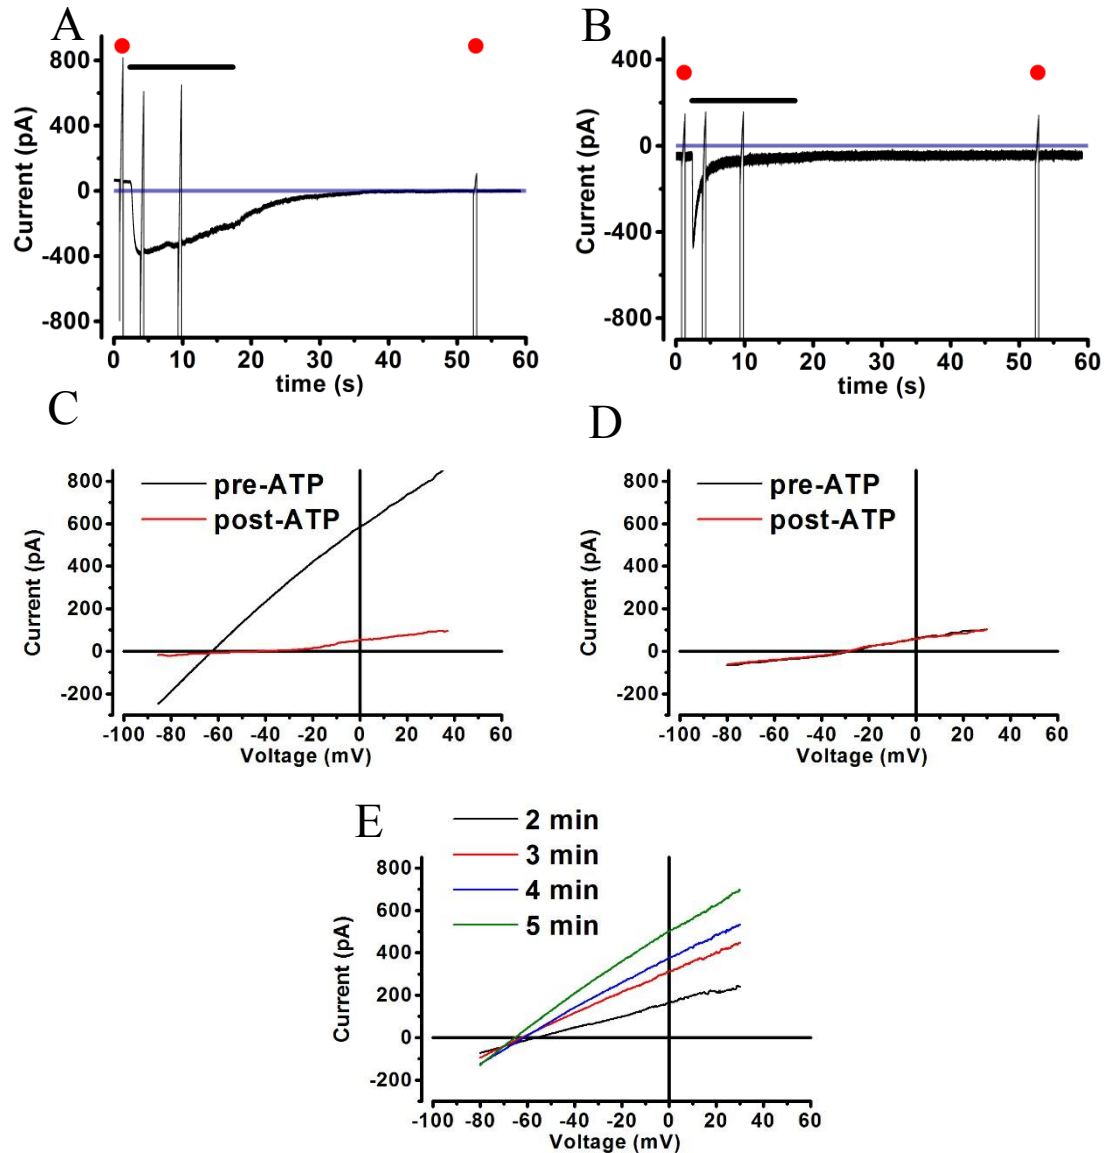 A
B
Current (pA)
800
400
0
-400
-800
0 10 20 30 40 50 60
time (s)
Current (pA)
400
0
-400
-800
0 10 20 30 40 50 60
time (s)
C
D
Current (pA)
800
600
400
200
0
-200
pre-ATP
post-ATP
-100 -80 -60 -40 -20 0 20 40 60
Voltage (mV)
Current (pA)
800
600
400
200
0
-200
pre-ATP
post-ATP
-100 -80 -60 -40 -20 0 20 40 60
Voltage (mV)
E
2 min
3 min
4 min
5 min
Current (pA)
800
600
400
200
0
-200
-100 -80 -60 -40 -20 0 20 40 60
Voltage (mV)